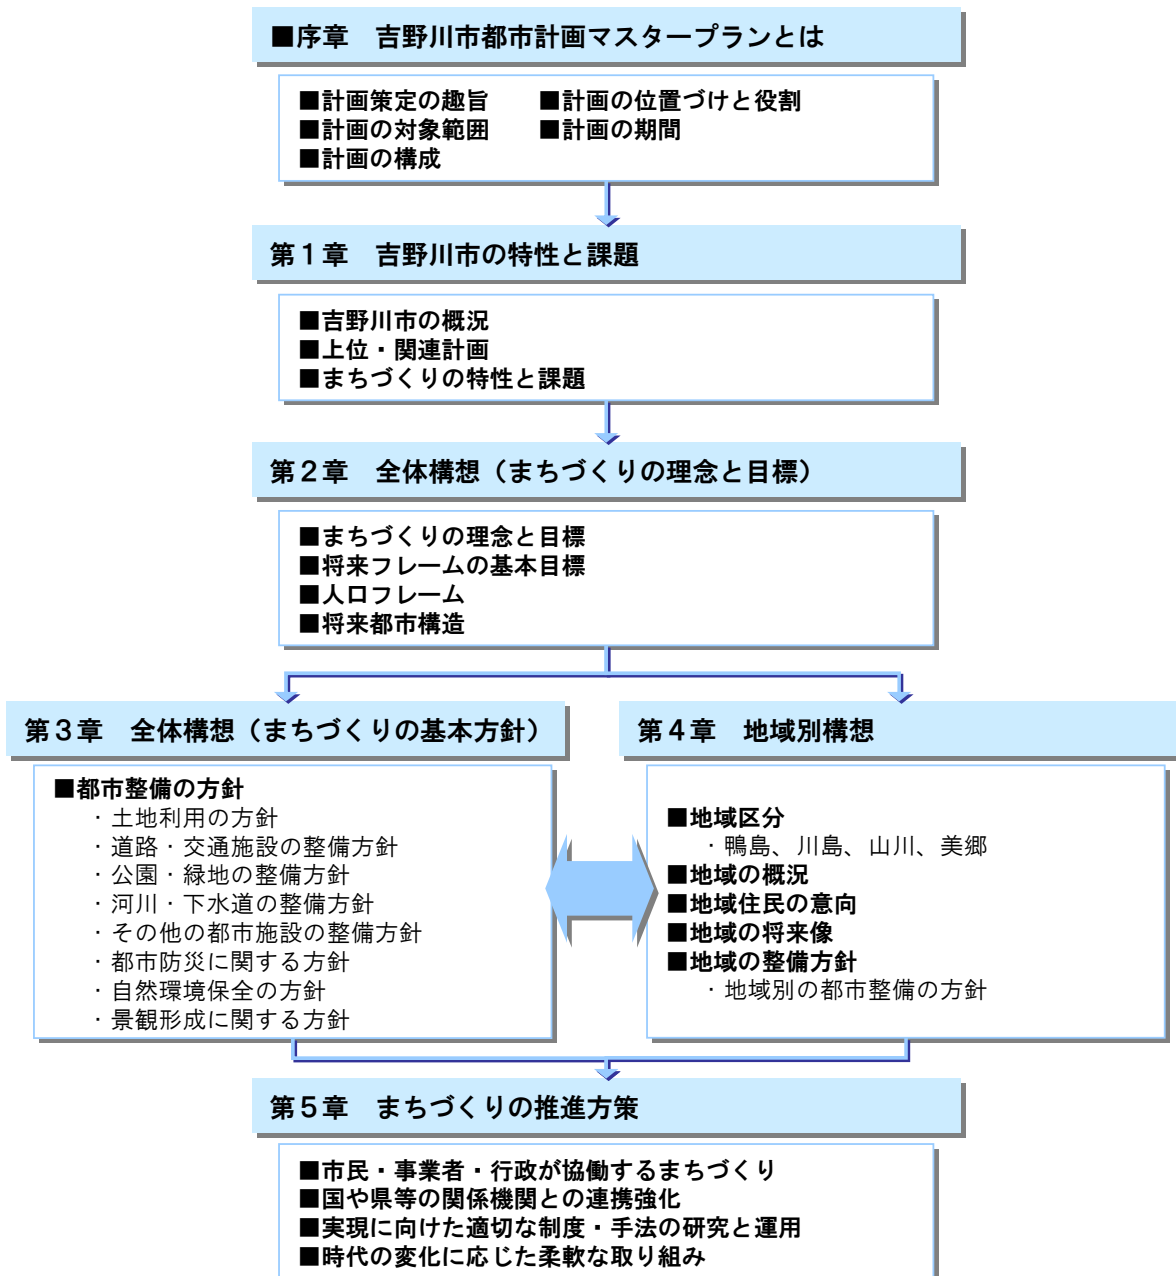 ■序章　吉野川市都市計画マスタープランとは
■計画策定の趣旨　■計画の位置づけと役割
■計画の対象範囲　■計画の期間
■計画の構成
第１章　吉野川市の特性と課題
■吉野川市の概況
■上位・関連計画
■まちづくりの特性と課題
第２章　全体構想（まちづくりの理念と目標）
■まちづくりの理念と目標
■将来フレームの基本目標
■人口フレーム
■将来都市構造
第３章　全体構想（まちづくりの基本方針）
■都市整備の方針
・土地利用の方針
・道路・交通施設の整備方針
・公園・緑地の整備方針
・河川・下水道の整備方針
・その他の都市施設の整備方針
・都市防災に関する方針
・自然環境保全の方針
・景観形成に関する方針
第４章　地域別構想
■地域区分
・鴨島、川島、山川、美郷
■地域の概況
■地域住民の意向
■地域の将来像
■地域の整備方針
・地域別の都市整備の方針
第５章　まちづくりの推進方策
■市民・事業者・行政が協働するまちづくり
■国や県等の関係機関との連携強化
■実現に向けた適切な制度・手法の研究と運用
■時代の変化に応じた柔軟な取り組み